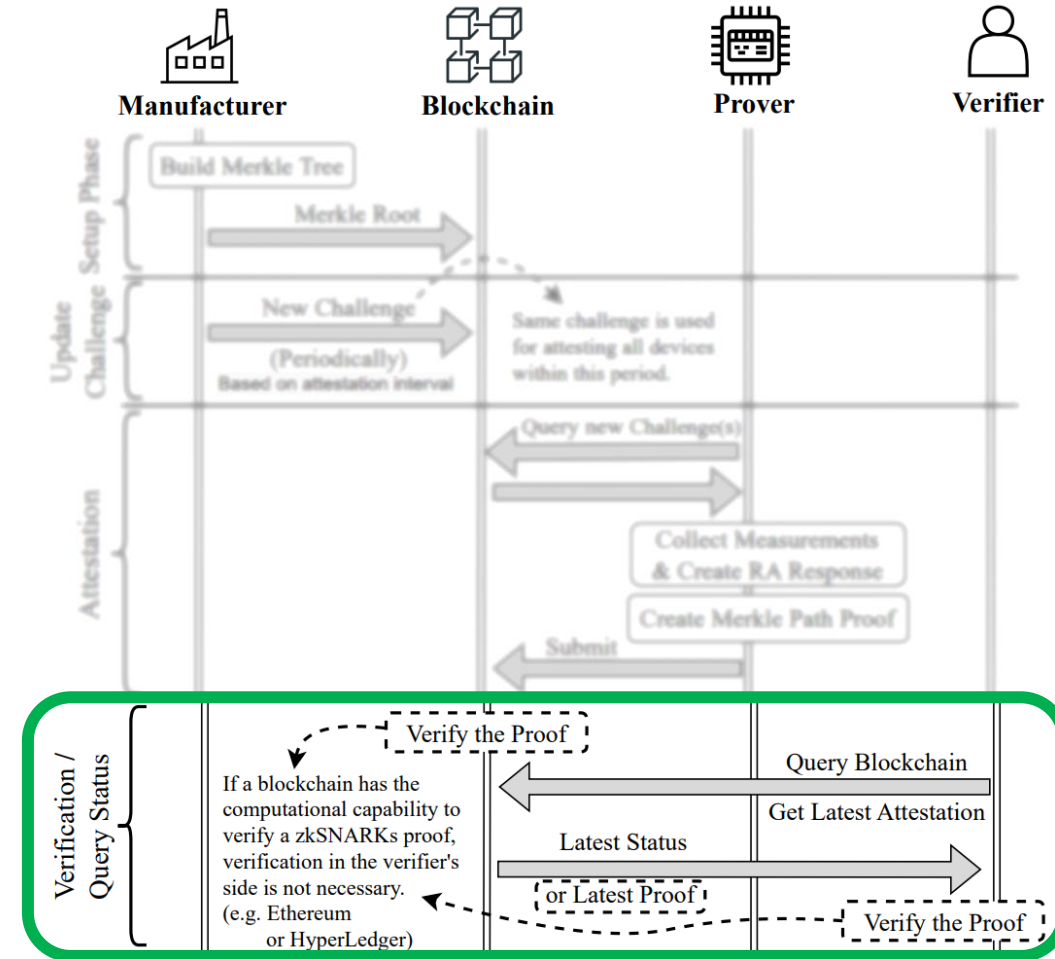 Manufacturer
Blockchain
Prover
Verifier
Setup Phase
Build Merkle Tree
Merkle Root
Update
Challenge
New Challenge
(Periodically)
Based on attestation interval
Same challenge is used
for attesting all devices
within this period.
Attestation
Query new Challenge(s)
Collect Measurements
& Create RA Response
Create Merkle Path Proof
Submit
Verification /
Query Status
Verify the Proof
If a blockchain has the
computational capability to
verify a zkSNARKs proof,
verification in the verifier's
side is not necessary.
(e.g. Ethereum
or HyperLedger)
Query Blockchain
Get Latest Attestation
Latest Status
or Latest Proof
Verify the Proof